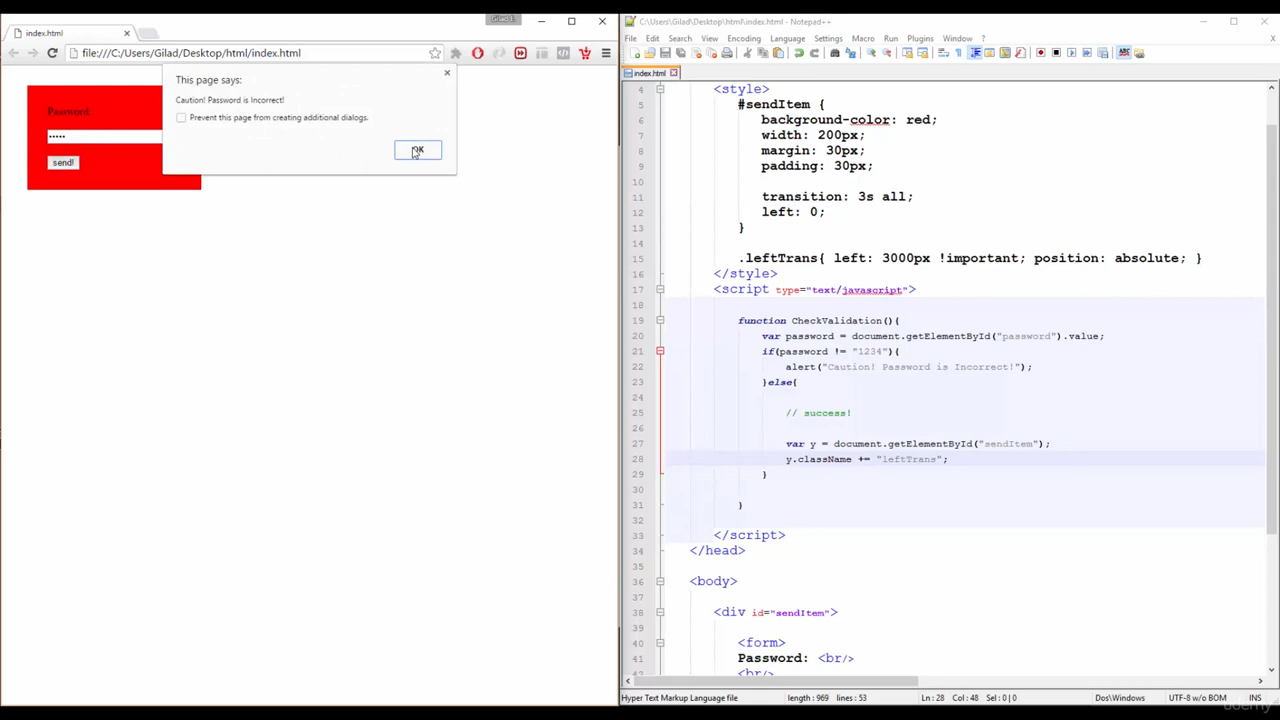 index.html
Gilad E.
file:///C:/Users/Gilad/Desktop/html/index.html
This page says:
Caution! Password is Incorrect!
Prevent this page from creating additional dialogs.
OK
Password:
•••••
send!
C:\Users\Gilad\Desktop\html\index.html - Notepad++
File Edit Search View Encoding Language Settings Macro Run Plugins Window ?
X
index.html
4 <style>
5 #sendItem {
6 background-color: red;
7 width: 200px;
8 margin: 30px;
9 padding: 30px;
10
11 transition: 3s all;
12 left: 0;
13 }
14
15 .leftTrans{ left: 3000px !important; position: absolute; }
16 </style>
17 <script type="text/javascript">
18
19 function CheckValidation(){
20 var password = document.getElementById("password").value;
21 if(password != "1234"){
22 alert("Caution! Password is Incorrect!");
23 }else{
24
25 // success!
26
27 var y = document.getElementById("sendItem");
28 y.className += "leftTrans";
29 }
30
31 }
32
33 </script>
34 </head>
35
36 <body>
37
38 <div id="sendItem">
39
40 <form>
41 Password: <br/>
<br/>
Hyper Text Markup Language file length : 969 lines : 53 Ln : 28 Col : 48 Sel : 0 | 0 Dos\Windows UTF-8 w/o BOM INS
udemy